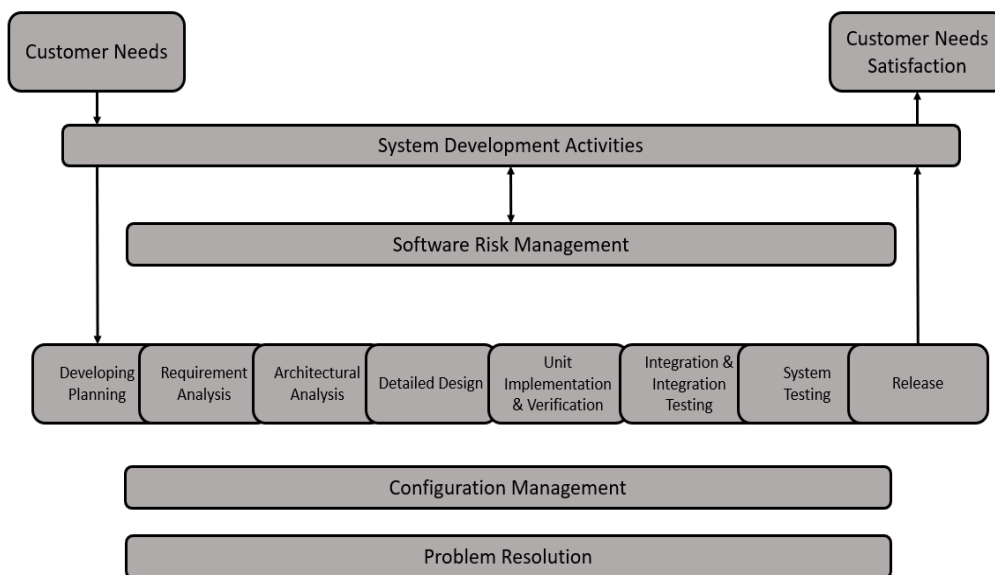 Customer Needs
Customer Needs
Satisfaction
System Development Activities
Software Risk Management
Developing
Planning
Requirement
Analysis
Architectural
Analysis
Detailed Design
Unit
Implementation
& Verification
Integration &
Integration
Testing
System
Testing
Release
Configuration Management
Problem Resolution